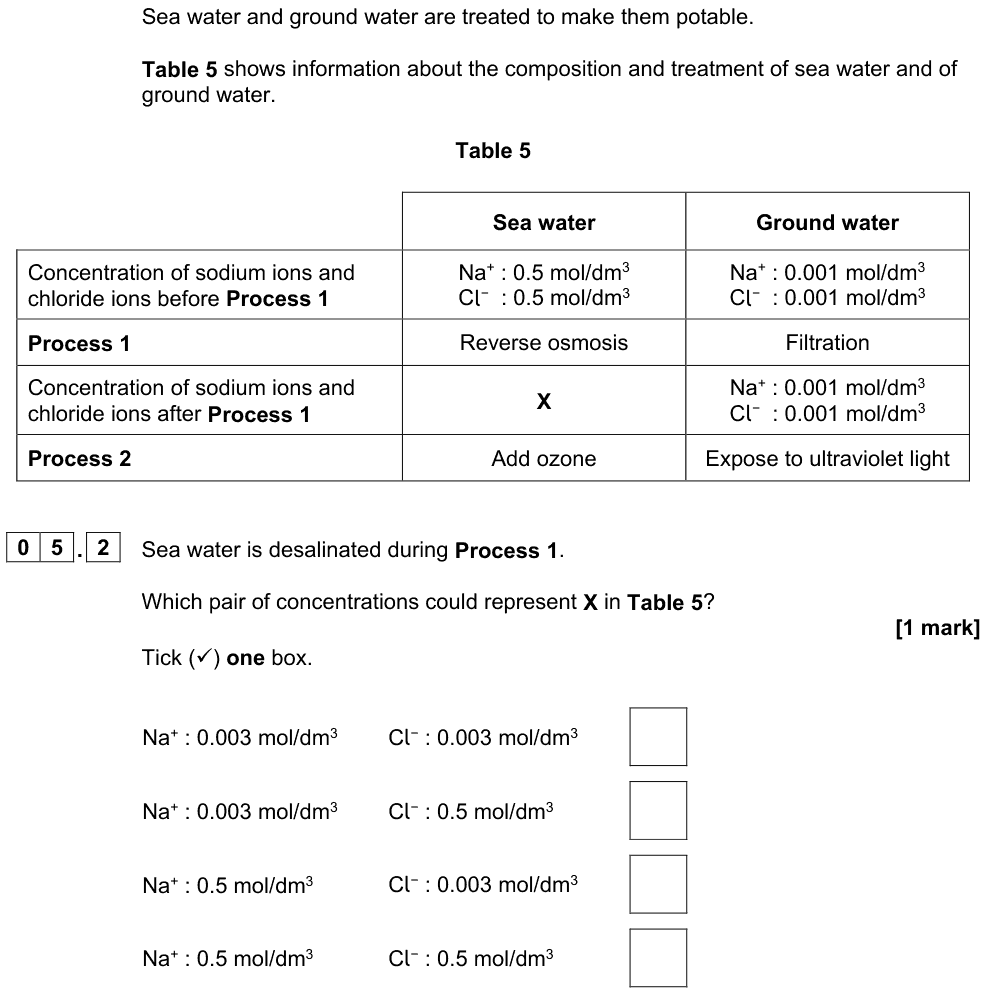 Sea water and ground water are treated to make them potable.
Table 5 shows information about the composition and treatment of sea water and of
ground water.
Table 5
Sea water Ground water
Concentration of sodium ions and
chloride ions before Process 1
Na⁺ : 0.5 mol/dm³
Cl⁻ : 0.5 mol/dm³
Na⁺ : 0.001 mol/dm³
Cl⁻ : 0.001 mol/dm³
Process 1 Reverse osmosis Filtration
Concentration of sodium ions and
chloride ions after Process 1
X
Na⁺ : 0.001 mol/dm³
Cl⁻ : 0.001 mol/dm³
Process 2 Add ozone Expose to ultraviolet light
0 5 . 2 Sea water is desalinated during Process 1.
Which pair of concentrations could represent X in Table 5?
[1 mark]
Tick (✓) one box.
Na⁺ : 0.003 mol/dm³ Cl⁻ : 0.003 mol/dm³
Na⁺ : 0.003 mol/dm³ Cl⁻ : 0.5 mol/dm³
Na⁺ : 0.5 mol/dm³ Cl⁻ : 0.003 mol/dm³
Na⁺ : 0.5 mol/dm³ Cl⁻ : 0.5 mol/dm³